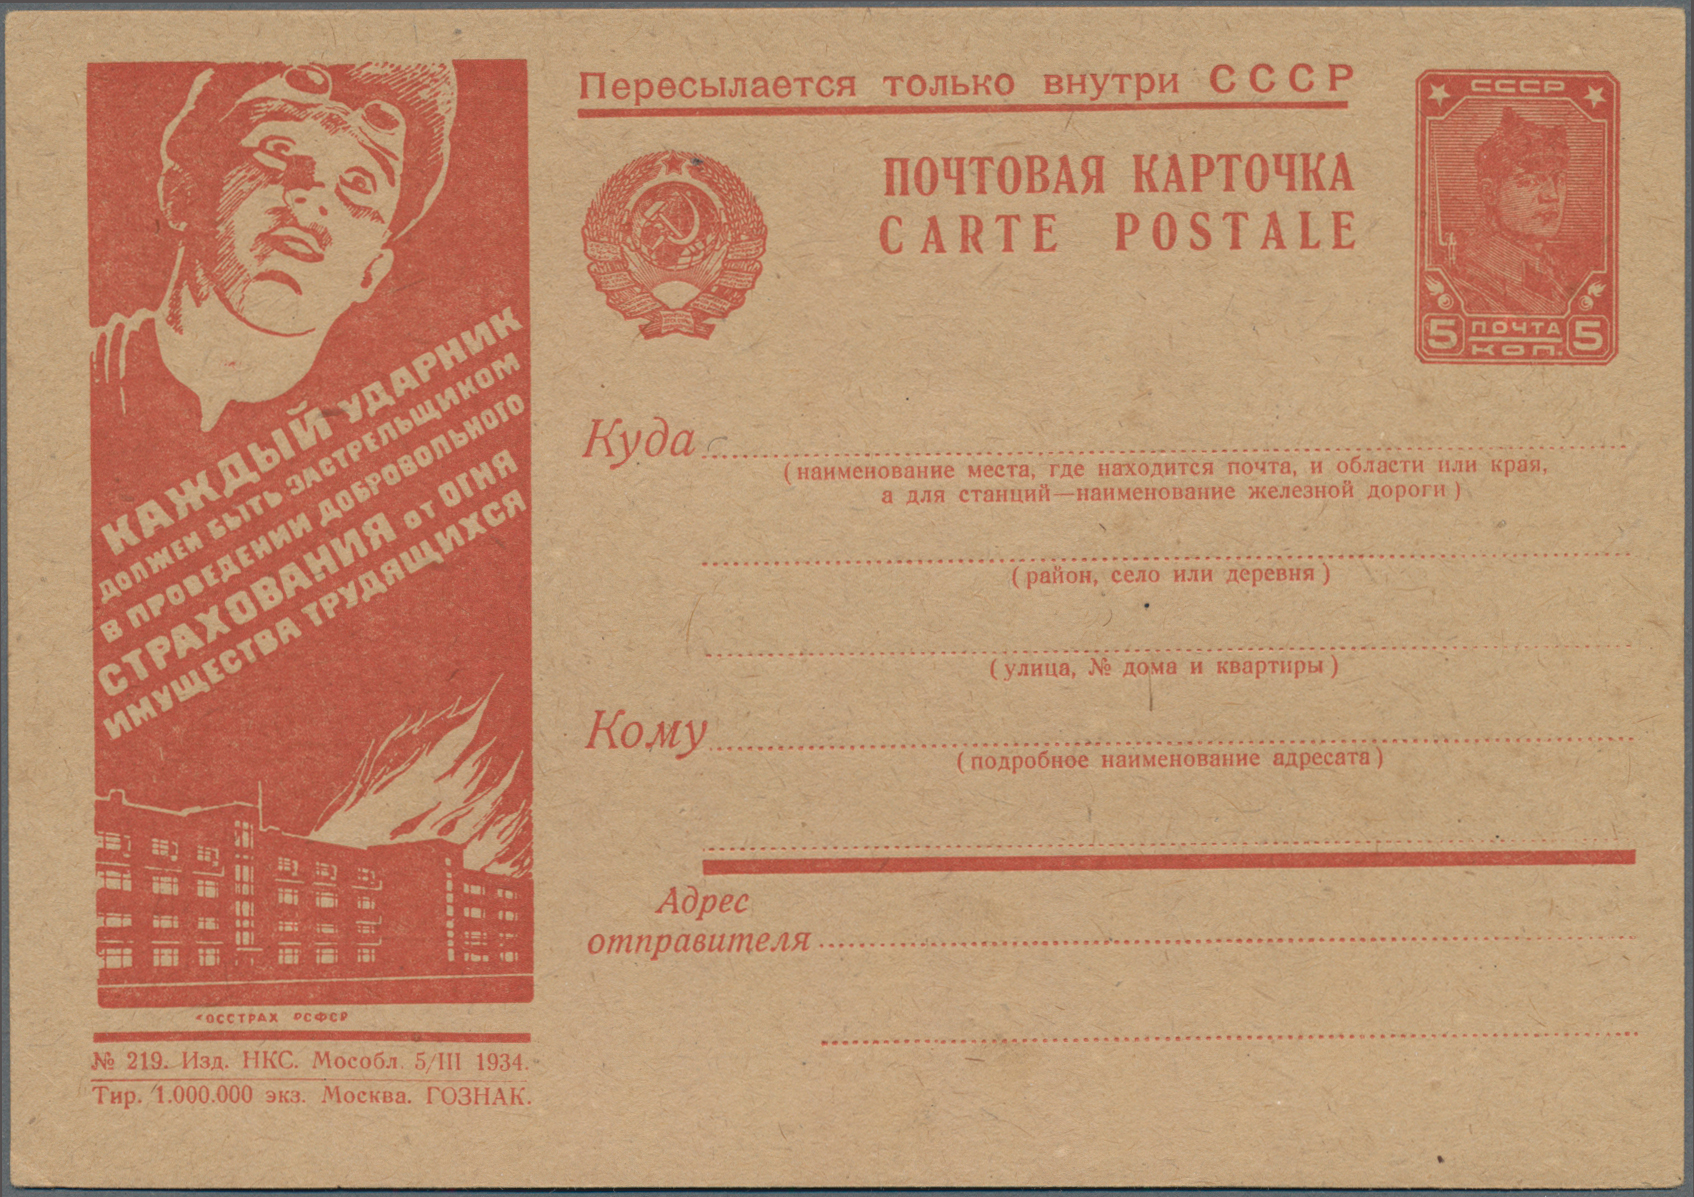 Пересылается только внутри СССР
ПОЧТОВАЯ КАРТОЧКА
CARTE POSTALE
СССР
5 ПОЧТА 5
КОП.
КАЖДЫЙ УДАРНИК
ДОЛЖЕН БЫТЬ ЗАСТРЕЛЬЩИКОМ
В ПРОВЕДЕНИИ ДОБРОВОЛЬНОГО
СТРАХОВАНИЯ ОТ ОГНЯ
ИМУЩЕСТВА ТРУДЯЩИХСЯ
ГОССТРАХ РСФСР
№ 219. Изд. НКС. Мособл. 5/III 1934.
Тир. 1.000.000 экз. Москва. ГОЗНАК.
Куда
(наименование места, где находится почта, и области или края,
а для станций—наименование железной дороги)
(район, село или деревня)
(улица, № дома и квартиры)
Кому
(подробное наименование адресата)
Адрес
отправителя